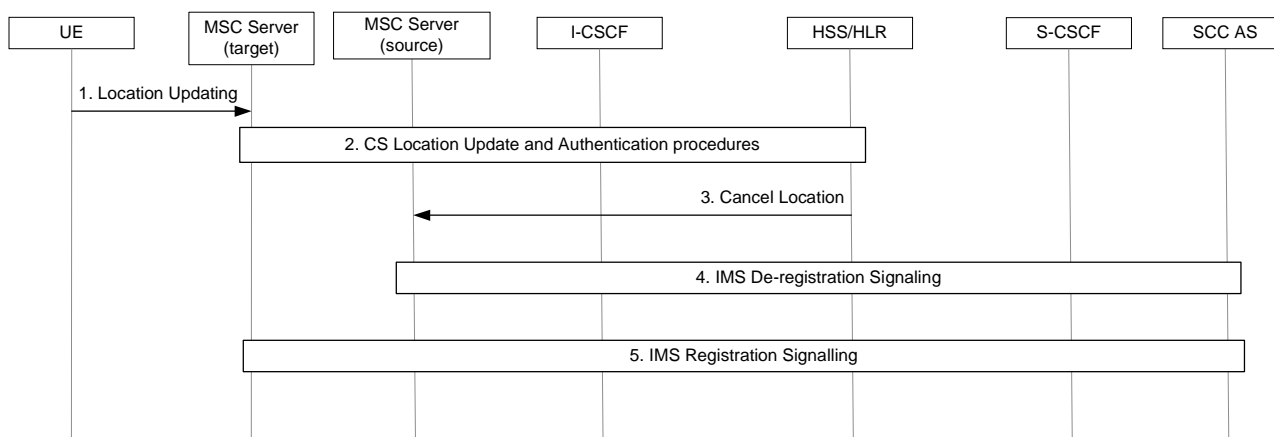 UE
MSC Server
(target)
MSC Server
(source)
I-CSCF
HSS/HLR
S-CSCF
SCC AS
1. Location Updating
2. CS Location Update and Authentication procedures
3. Cancel Location
4. IMS De-registration Signaling
5. IMS Registration Signalling